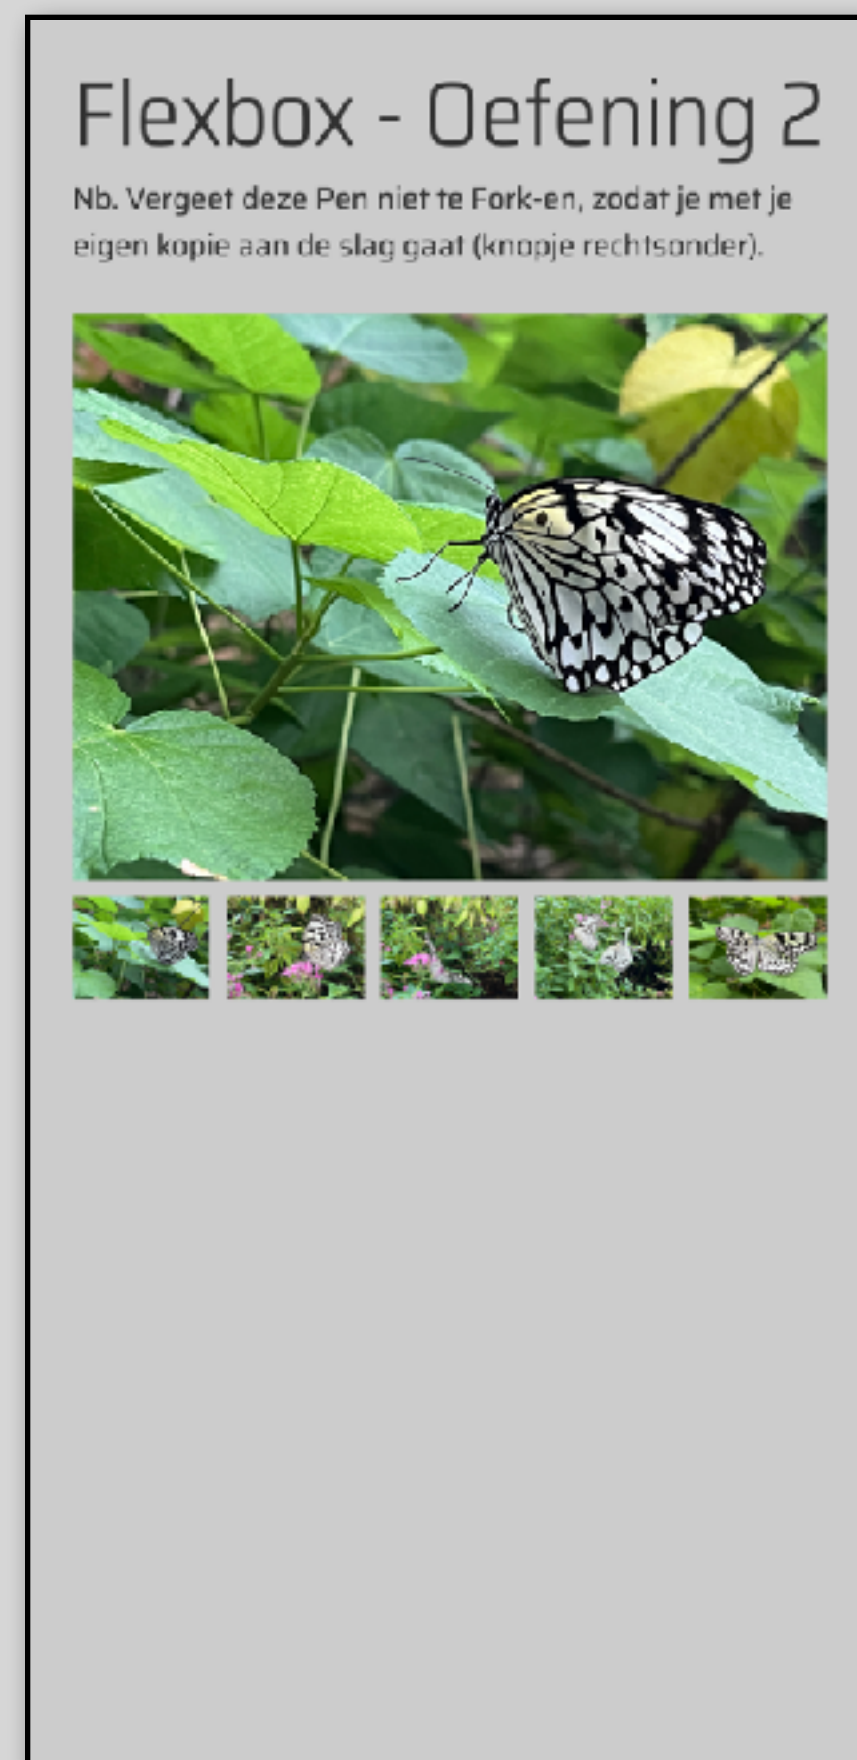 Flexbox - Oefening 2
Nb. Vergeet deze Pen niet te Fork-en, zodat je met je
eigen kopie aan de slag gaat (knopje rechtsonder).